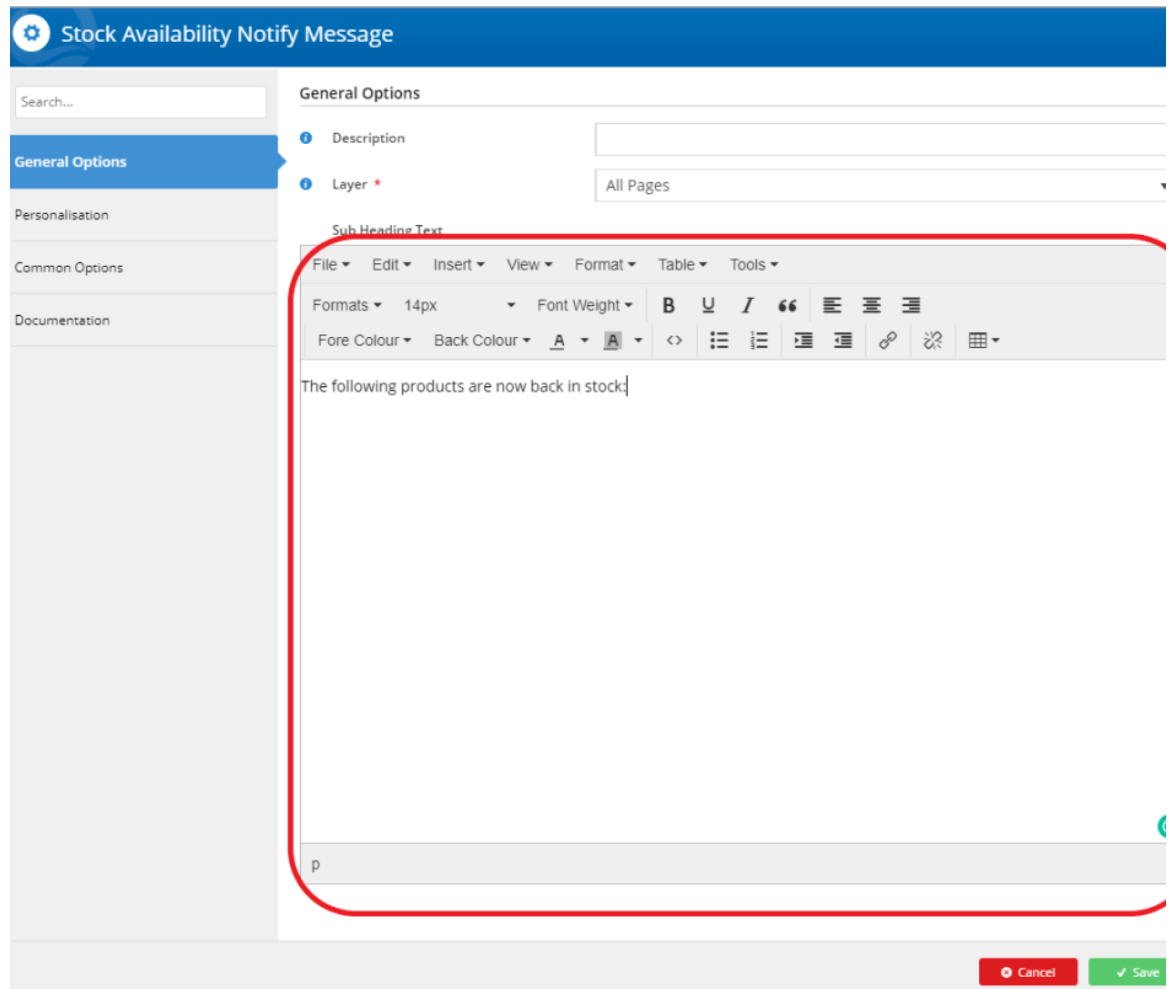 Stock Availability Notify Message
Search...
General Options
Personalisation
Common Options
Documentation
General Options
Description
Layer *
All Pages
Sub Heading Text
File Edit Insert View Format Table Tools
Formats 14px Font Weight B U I “
Fore Colour Back Colour A A <>
The following products are now back in stock:
p
Cancel Save